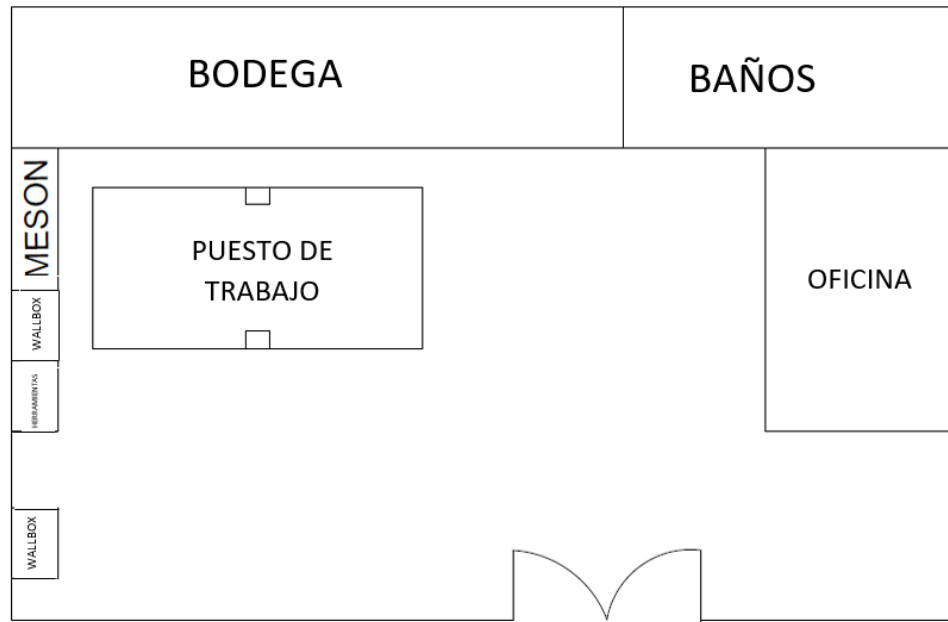 BODEGA
BAÑOS
MESON
PUESTO DE
TRABAJO
OFICINA
WALLBOX
HERRAMIENTAS
WALLBOX